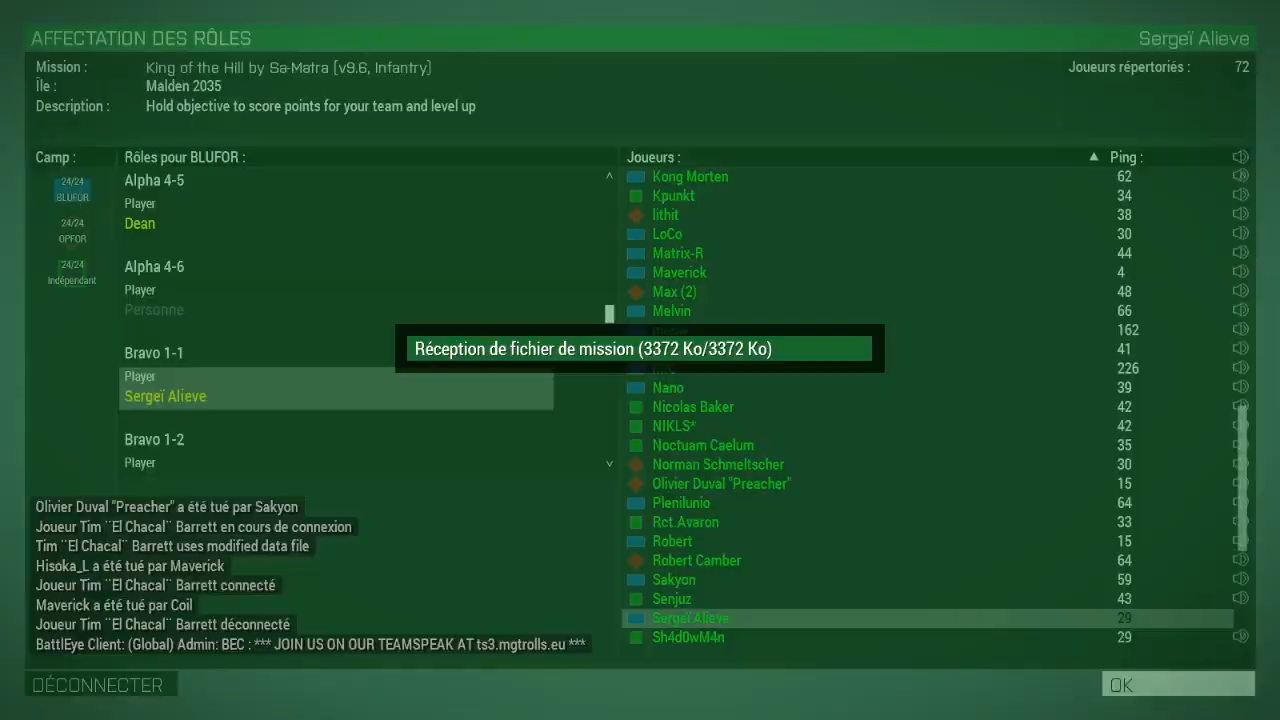 AFFECTATION DES RÔLES
Sergeï Alieve
Mission : King of the Hill by Sa-Matra (v9.6, Infantry)
Joueurs répertoriés : 72
Île : Malden 2035
Description : Hold objective to score points for your team and level up
Camp :
24/24
BLUFOR
24/24
OPFOR
24/24
Indépendant
Rôles pour BLUFOR :
Alpha 4-5
Player
Dean
Alpha 4-6
Player
Personne
Bravo 1-1
Player
Sergeï Alieve
Bravo 1-2
Player
Joueurs : Ping :
Kong Morten 62
Kpunkt 34
lithit 38
LoCo 30
Matrix-R 44
Maverick 4
Max (2) 48
Melvin 66
162
41
226
Nano 39
Nicolas Baker 42
NIKLS* 42
Noctuam Caelum 35
Norman Schmeltscher 30
Olivier Duval "Preacher" 15
Plenilunio 64
Rct.Avaron 33
Robert 15
Robert Camber 64
Sakyon 59
Senjuz 43
Sergeï Alieve 29
Sh4d0wM4n 29
Réception de fichier de mission (3372 Ko/3372 Ko)
Olivier Duval "Preacher" a été tué par Sakyon
Joueur Tim ¨El Chacal¨ Barrett en cours de connexion
Tim ¨El Chacal¨ Barrett uses modified data file
Hisoka_L a été tué par Maverick
Joueur Tim ¨El Chacal¨ Barrett connecté
Maverick a été tué par Coil
Joueur Tim ¨El Chacal¨ Barrett déconnecté
BattlEye Client: (Global) Admin: BEC : *** JOIN US ON OUR TEAMSPEAK AT ts3.mgtrolls.eu ***
DÉCONNECTER
OK